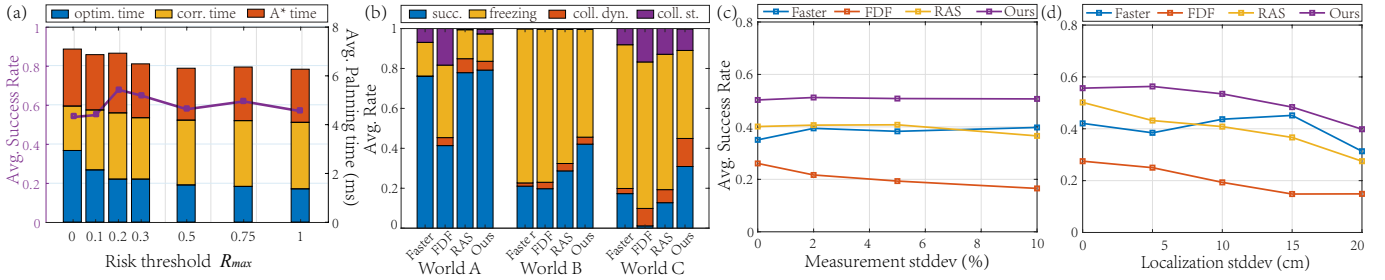 (a)
optim. time corr. time A* time
Avg. Success Rate
1
0.8
0.6
0.4
0.2
0
8
6
4
2
0
Avg. Palnning time (ms)
0 0.1 0.2 0.3 0.5 0.75 1
Risk threshold Rmax
(b)
succ. freezing coll. dyn. coll. st.
Avg. Rate
1
0.8
0.6
0.4
0.2
0
Faster FDF RAS Ours Faster FDF RAS Ours Faster FDF RAS Ours
World A World B World C
(c)
Faster FDF RAS Ours
Avg. Success Rate
0.8
0.6
0.4
0.2
0
0 2 4 6 8 10
Measurement stddev (%)
(d)
Faster FDF RAS Ours
Avg. Success Rate
0.8
0.6
0.4
0.2
0
0 5 10 15 20
Localization stddev (cm)